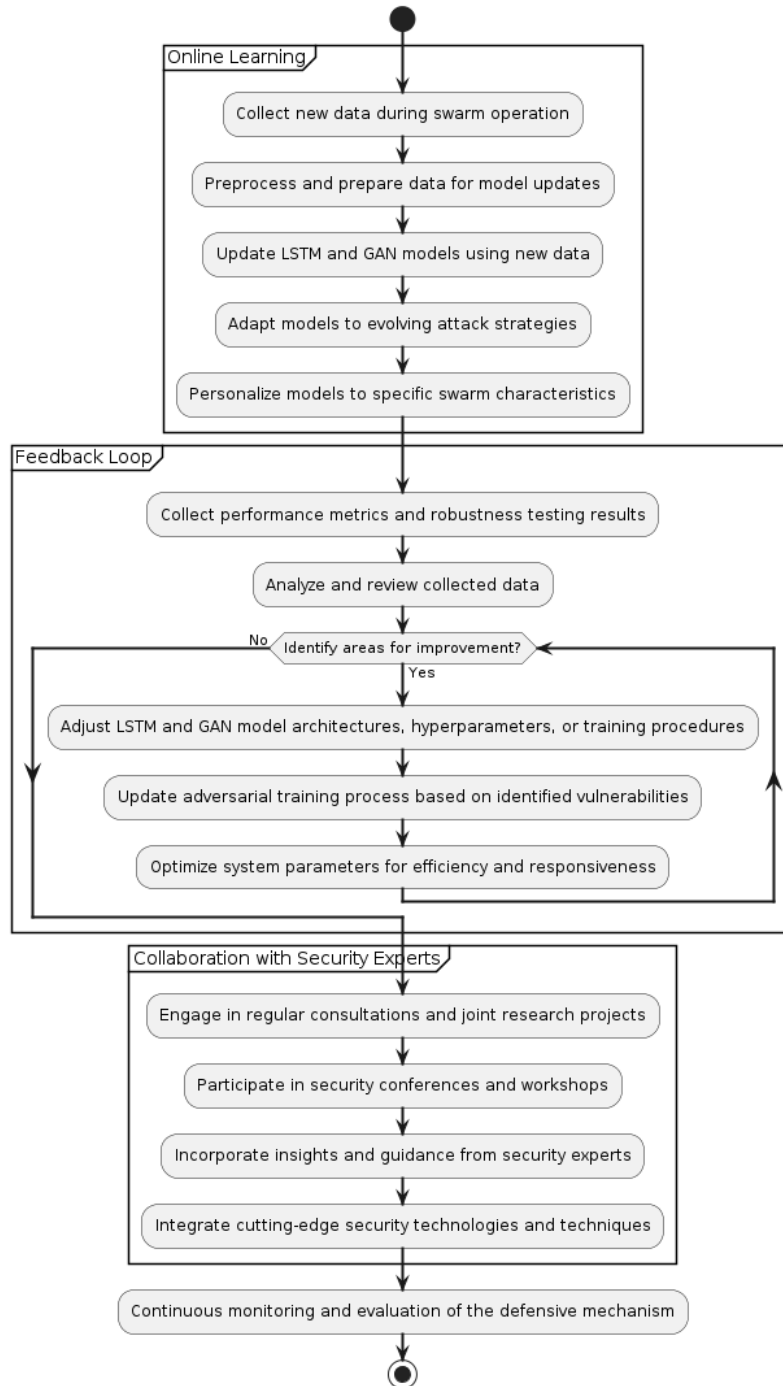 Online Learning
Collect new data during swarm operation
Preprocess and prepare data for model updates
Update LSTM and GAN models using new data
Adapt models to evolving attack strategies
Personalize models to specific swarm characteristics
Feedback Loop
Collect performance metrics and robustness testing results
Analyze and review collected data
No
Identify areas for improvement?
Yes
Adjust LSTM and GAN model architectures, hyperparameters, or training procedures
Update adversarial training process based on identified vulnerabilities
Optimize system parameters for efficiency and responsiveness
Collaboration with Security Experts
Engage in regular consultations and joint research projects
Participate in security conferences and workshops
Incorporate insights and guidance from security experts
Integrate cutting-edge security technologies and techniques
Continuous monitoring and evaluation of the defensive mechanism